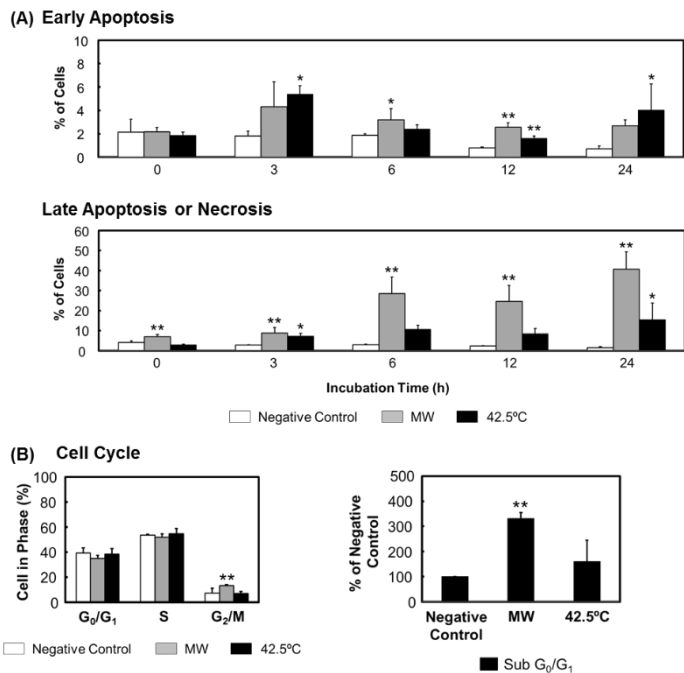 (A) Early Apoptosis
% of Cells
10
8
6
4
2
0
* * ** ** *
0 3 6 12 24
Late Apoptosis or Necrosis
% of Cells
60
50
40
30
20
10
0
** ** * ** ** ** *
0 3 6 12 24
Incubation Time (h)
Negative Control MW 42.5ºC
(B) Cell Cycle
Cell in Phase (%)
100
80
60
40
20
0
**
G₀/G₁ S G₂/M
Negative Control MW 42.5ºC
% of Negative
Control
500
400
300
200
100
0
**
Negative MW 42.5ºC
Control
Sub G₀/G₁